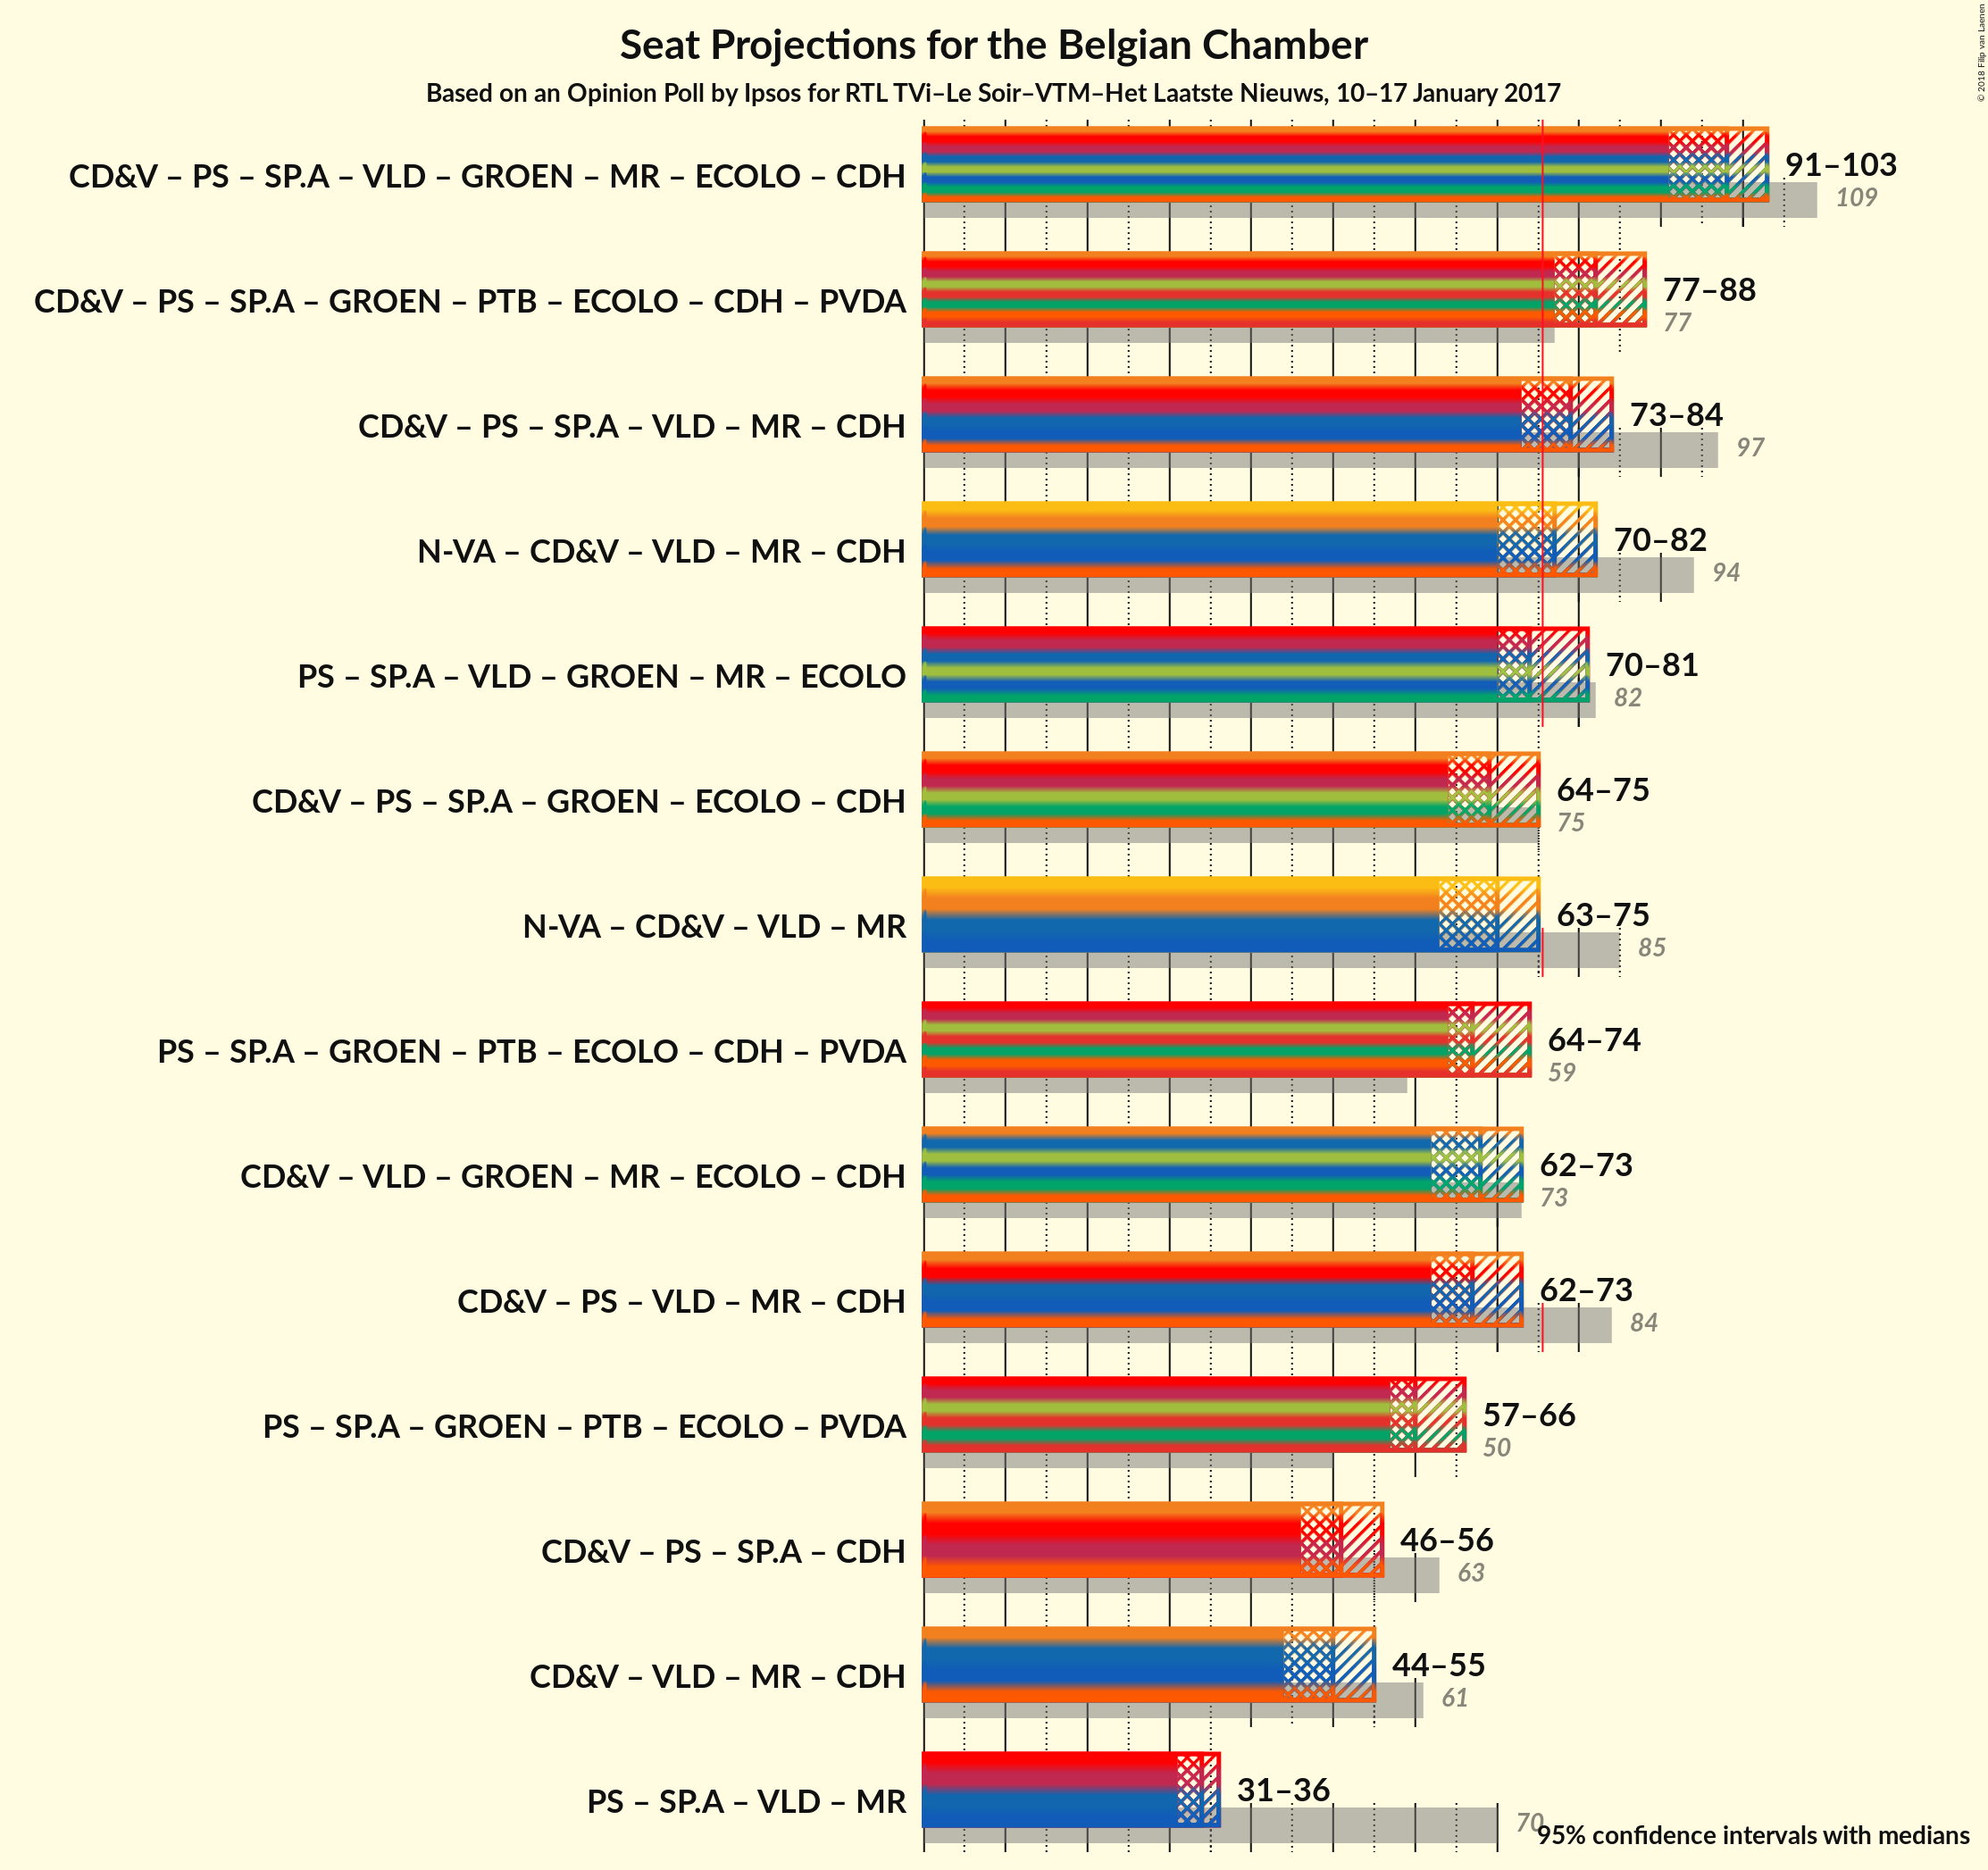 Seat Projections for the Belgian Chamber
Based on an Opinion Poll by Ipsos for RTL TVi–Le Soir–VTM–Het Laatste Nieuws, 10–17 January 2017
© 2018 Filip van Laenen
CD&V – PS – SP.A – VLD – GROEN – MR – ECOLO – CDH
91–103
109
CD&V – PS – SP.A – GROEN – PTB – ECOLO – CDH – PVDA
77–88
77
CD&V – PS – SP.A – VLD – MR – CDH
73–84
97
N-VA – CD&V – VLD – MR – CDH
70–82
94
PS – SP.A – VLD – GROEN – MR – ECOLO
70–81
82
CD&V – PS – SP.A – GROEN – ECOLO – CDH
64–75
75
N-VA – CD&V – VLD – MR
63–75
85
PS – SP.A – GROEN – PTB – ECOLO – CDH – PVDA
64–74
59
CD&V – VLD – GROEN – MR – ECOLO – CDH
62–73
73
CD&V – PS – VLD – MR – CDH
62–73
84
PS – SP.A – GROEN – PTB – ECOLO – PVDA
57–66
50
CD&V – PS – SP.A – CDH
46–56
63
CD&V – VLD – MR – CDH
44–55
61
PS – SP.A – VLD – MR
31–36
70
95% confidence intervals with medians